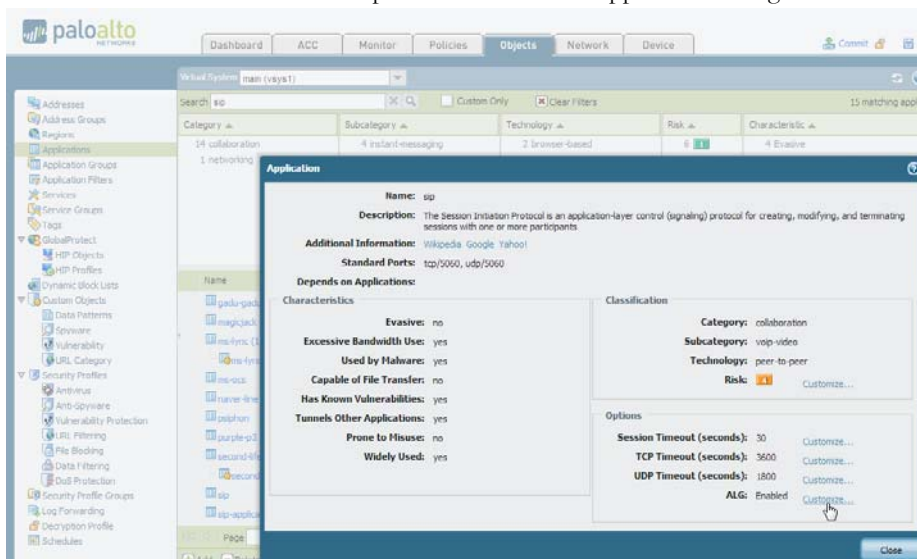 paloalto
NETWORKS
Dashboard ACC Monitor Policies Objects Network Device Commit
Virtual System main (vsys1)
Search sip Custom Only Clear Filters 15 matching
Category Subcategory Technology Risk Characteristic
14 collaboration 4 instant-messaging 2 browser-based 6 1 4 Evasive
1 networking
Addresses
Address Groups
Regions
Applications
Application Groups
Application Filters
Services
Service Groups
Tags
GlobalProtect
HIP Objects
HIP Profiles
Dynamic Block Lists
Custom Objects
Data Patterns
Spyware
Vulnerability
URL Category
Security Profiles
Antivirus
Anti-Spyware
Vulnerability Protection
URL Filtering
File Blocking
Data Filtering
DoS Protection
Security Profile Groups
Log Forwarding
Decryption Profile
Schedules
Name
magicjack
ms-lync (1
ms-ocs
naver-line
psiphon
purple-p3
second-life
second
sip
sip-applica
Page
Application
Name: sip
Description: The Session Initiation Protocol is an application-layer control (signaling) protocol for creating, modifying, and terminating
sessions with one or more participants
Additional Information: Wikipedia Google Yahoo!
Standard Ports: tcp/5060, udp/5060
Depends on Applications:
Characteristics
Evasive: no
Excessive Bandwidth Use: yes
Used by Malware: yes
Capable of File Transfer: no
Has Known Vulnerabilities: yes
Tunnels Other Applications: yes
Prone to Misuse: no
Widely Used: yes
Classification
Category: collaboration
Subcategory: voip-video
Technology: peer-to-peer
Risk: 4 Customize...
Options
Session Timeout (seconds): 30 Customize...
TCP Timeout (seconds): 3600 Customize...
UDP Timeout (seconds): 1800 Customize...
ALG: Enabled Customize...
Close